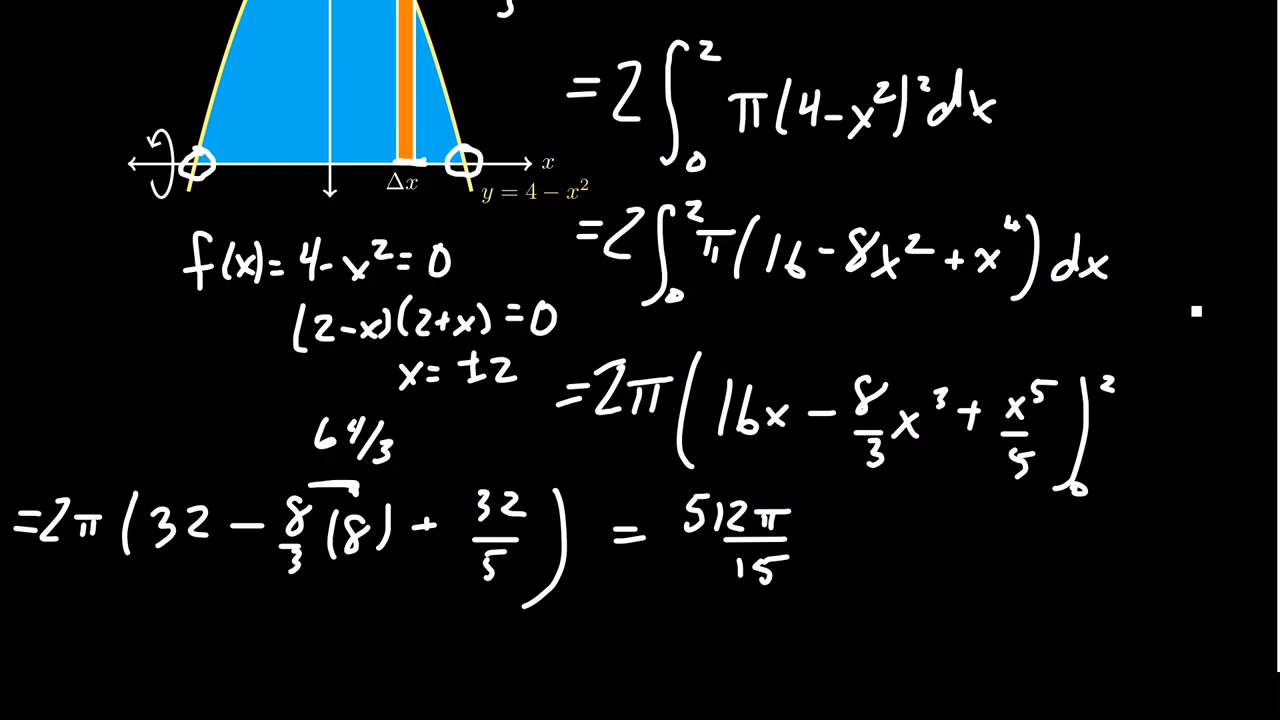 = 2 ∫₀² π(4-x²)² dx
x
Δx
y = 4 − x²
= 2 ∫₀² π(16 - 8x² + x⁴) dx
f(x) = 4 - x² = 0
(2-x)(2+x) = 0
x = ±2
= 2π (16x - 8/3 x³ + x⁵/5)₀²
64/3
= 2π (32 - 8/3 (8) + 32/5) = 512π/15